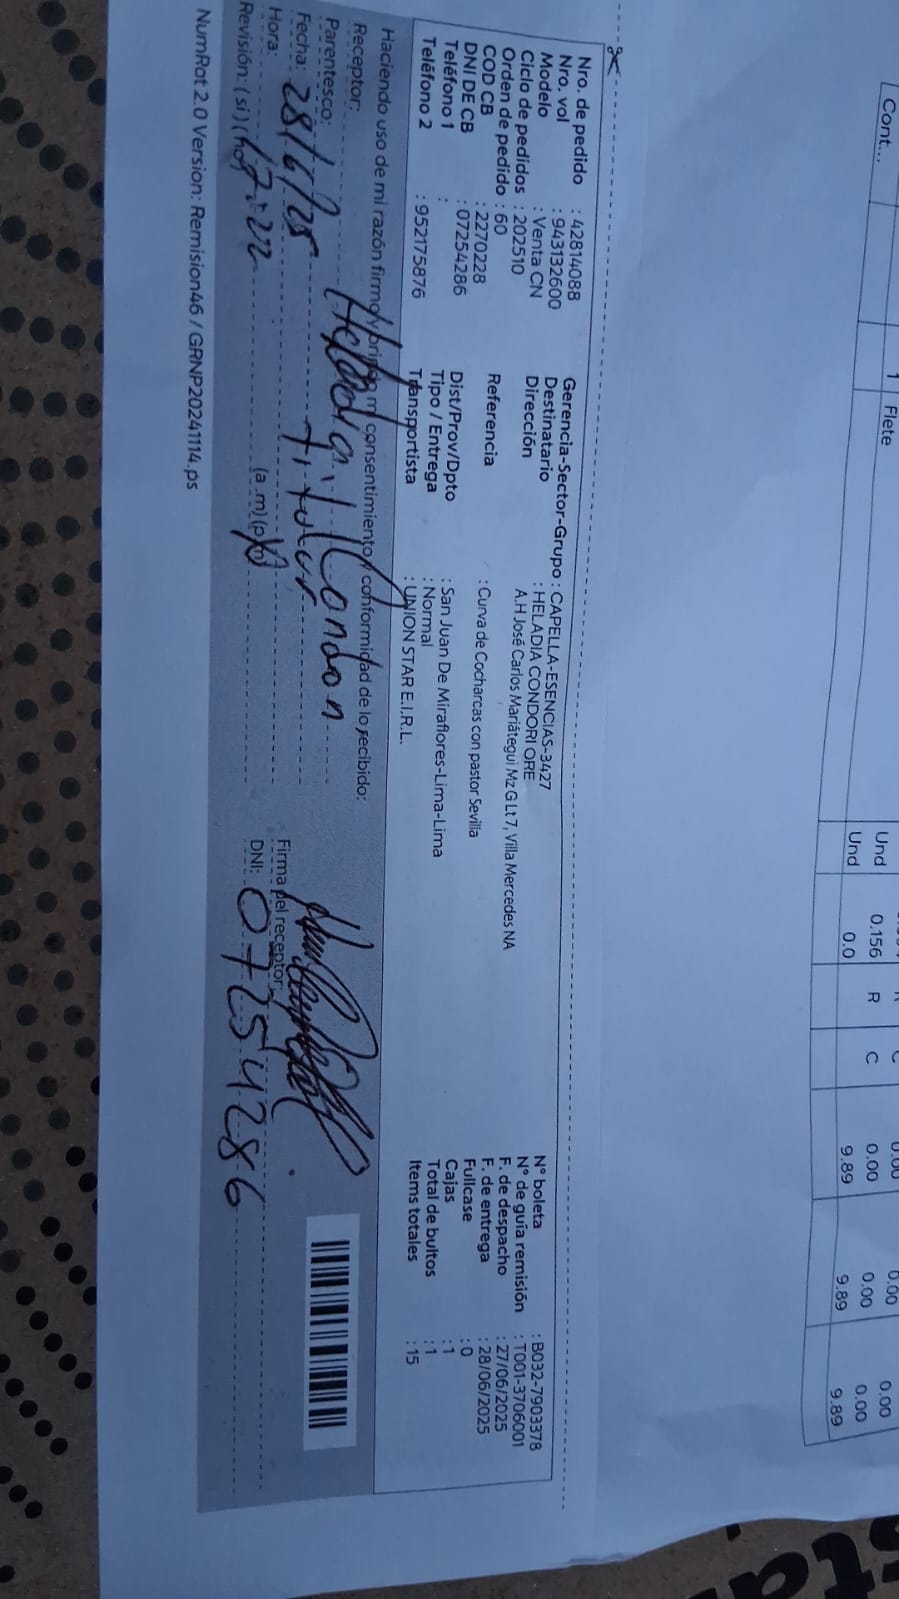 Cont...
1 Flete
Und 0.156 R C 0.00 0.00 0.00
Und 0.0 9.89 9.89 9.89
Nro. de pedido : 42814088
Nro. vol : 943132600
Modelo : Venta CN
Ciclo de pedidos : 202510
Orden de pedido : 60
COD CB : 2270228
DNI DE CB : 07254286
Teléfono 1 :
Teléfono 2 : 952175876
Gerencia-Sector-Grupo : CAPELLA-ESENCIAS-3427
Destinatario : HELADIA CONDORI ORE
Dirección : A.H José Carlos Mariátegui Mz G Lt 7, Villa Mercedes NA
Referencia : Curva de Cocharcas con pastor Sevilla
Dist/Prov/Dpto : San Juan De Miraflores-Lima-Lima
Tipo / Entrega : Normal
Transportista : UNION STAR E.I.R.L.
N° boleta : B032-7903378
N° de guía remisión : T001-3706001
F. de despacho : 27/06/2025
F. de entrega : 28/06/2025
Fullcase : 0
Cajas : 1
Total de bultos : 1
Items totales : 15
Haciendo uso de mi razón firmo y brindo mi consentimiento y conformidad de lo recibido:
Receptor:
Parentesco: Titular
Fecha: 28/6/25
Hora: (a.m) (p.m)
Revisión: (si) (no)
Firma del receptor:
DNI: 07254286
NumRot 2.0 Version: Remision46 / GRNP20241114.ps